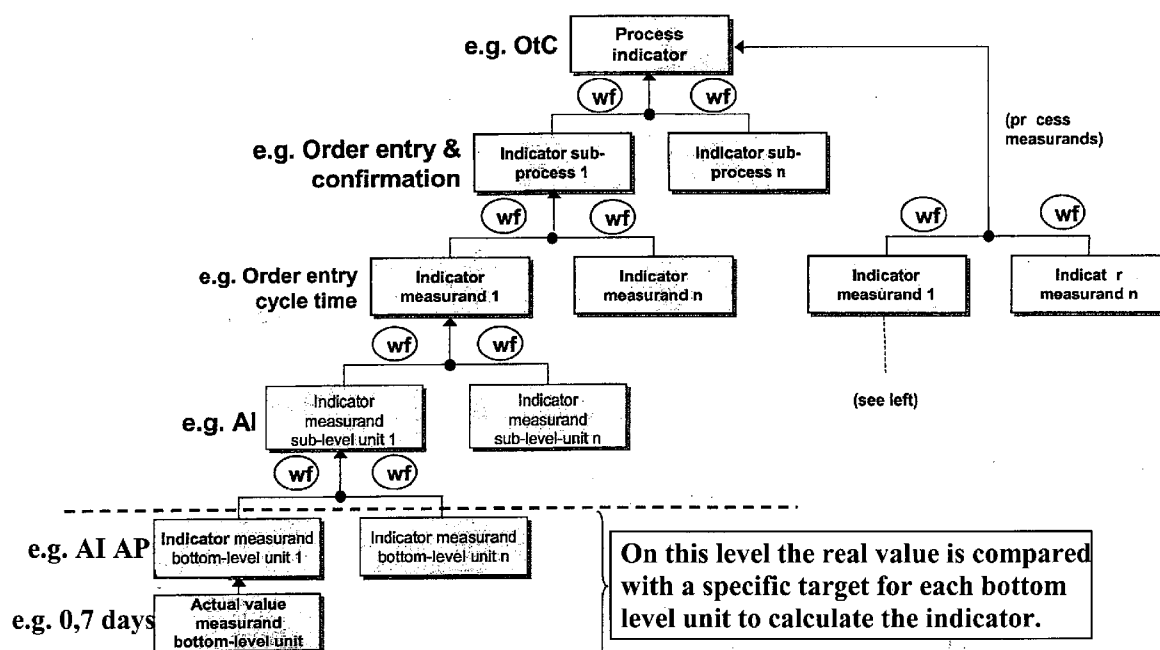 e.g. OtC
Process
indicator
wf
wf
(pr cess
measurands)
e.g. Order entry &
confirmation
Indicator sub-
process 1
Indicator sub-
process n
wf
wf
wf
wf
e.g. Order entry
cycle time
Indicator
measurand 1
Indicator
measurand n
Indicator
measurand 1
Indicat r
measurand n
wf
wf
(see left)
e.g. AI
Indicator
measurand
sub-level unit 1
Indicator
measurand
sub-level-unit n
wf
wf
e.g. AI AP
Indicator measurand
bottom-level unit 1
Indicator measurand
bottom-level unit n
On this level the real value is compared
with a specific target for each bottom
level unit to calculate the indicator.
e.g. 0,7 days
Actual value
measurand
bottom-level unit